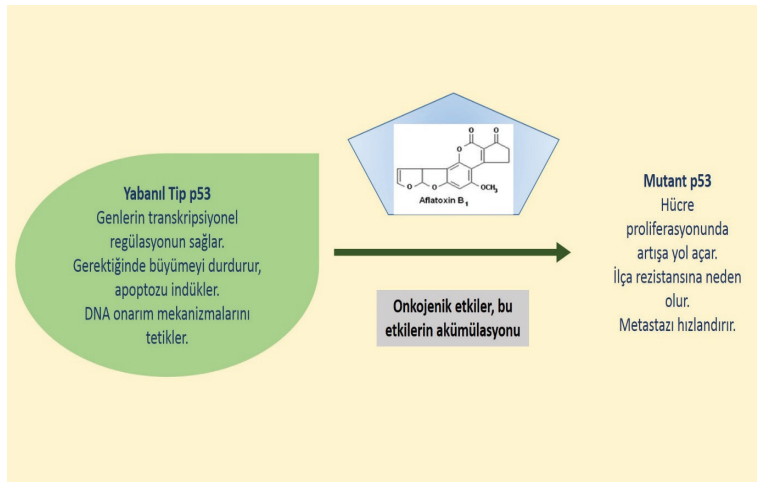 Yabanıl Tip p53
Genlerin transkripsiyonel
regülasyonun sağlar.
Gerektiğinde büyümeyi durdurur,
apoptozu indükler.
DNA onarım mekanizmalarını
tetikler.
O O
O
O O OCH3
Aflatoxin B1
Onkojenik etkiler, bu
etkilerin akümülasyonu
Mutant p53
Hücre
proliferasyonunda
artışa yol açar.
İlça rezistansına neden
olur.
Metastazı hızlandırır.